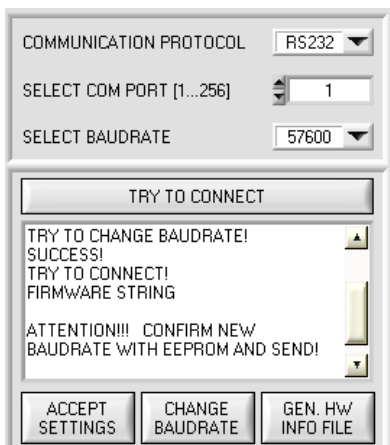 COMMUNICATION PROTOCOL RS232
SELECT COM PORT [1...256] 1
SELECT BAUDRATE 57600
TRY TO CONNECT
TRY TO CHANGE BAUDRATE!
SUCCESS!
TRY TO CONNECT!
FIRMWARE STRING
ATTENTION!!! CONFIRM NEW
BAUDRATE WITH EEPROM AND SEND!
ACCEPT
SETTINGS
CHANGE
BAUDRATE
GEN. HW
INFO FILE